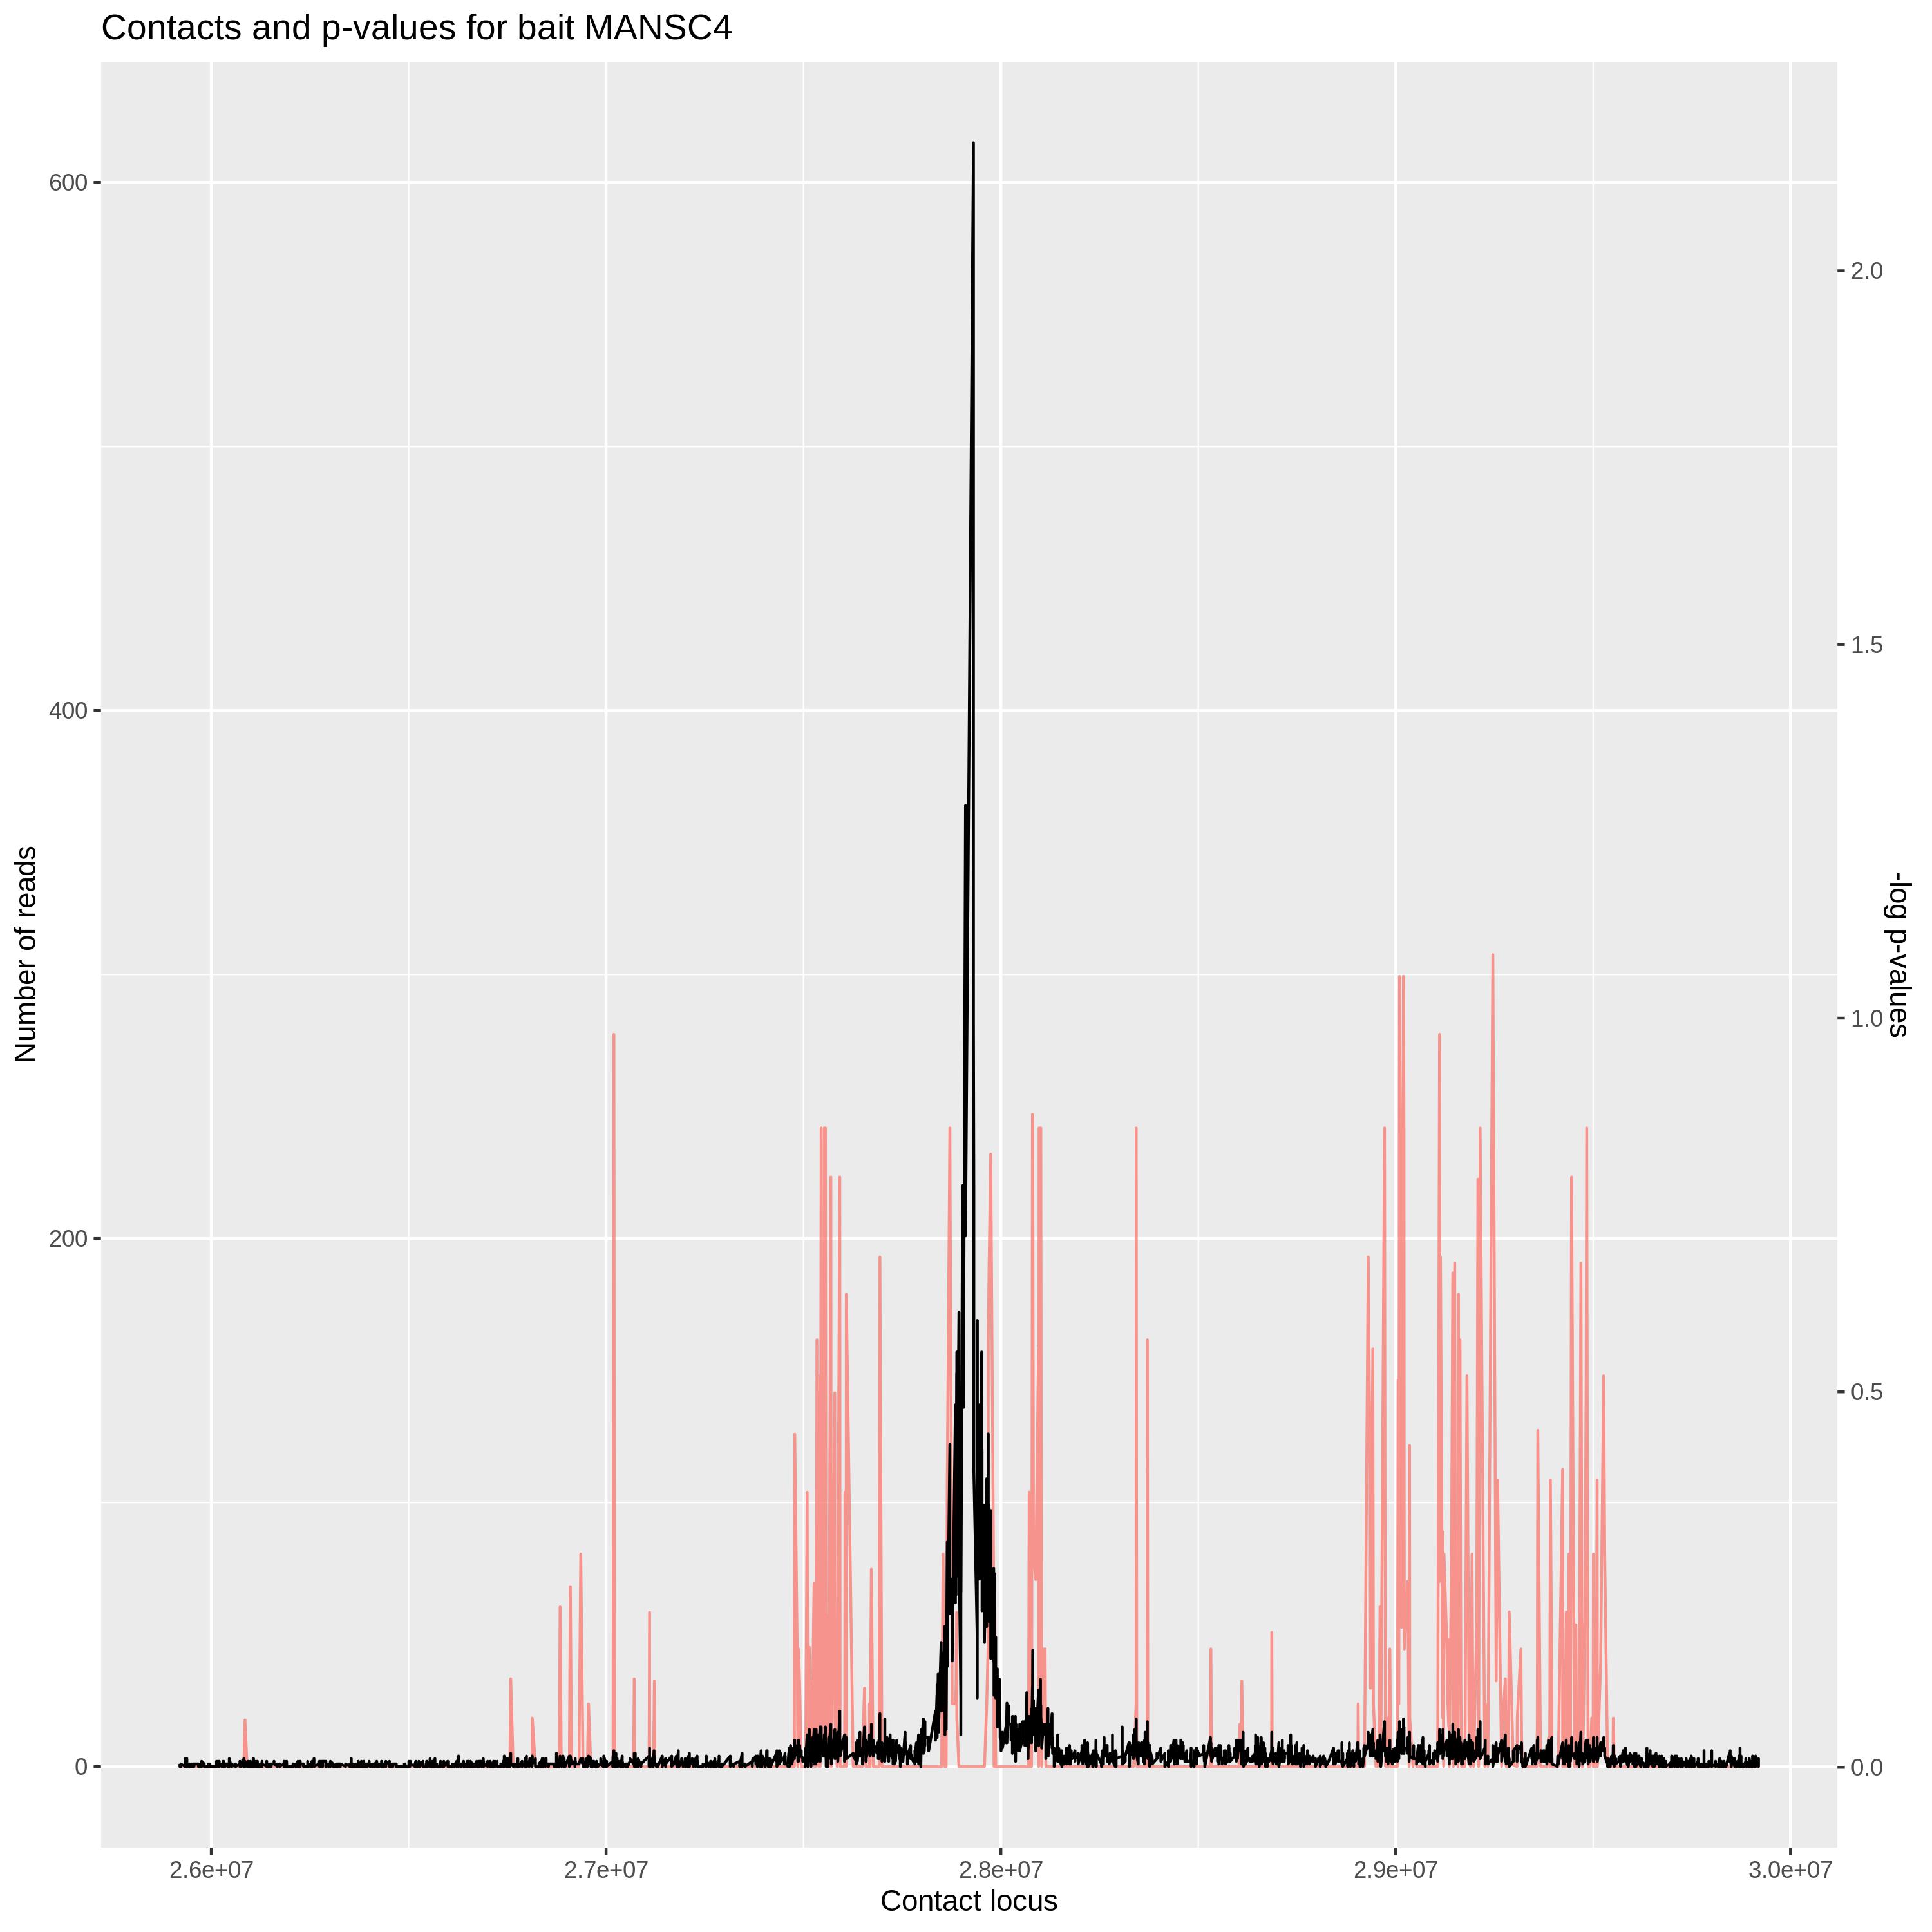 Contacts and p-values for bait MANSC4
Number of reads
600
400
200
0
2.0
1.5
1.0
0.5
0.0
-log p-values
2.6e+07
2.7e+07
2.8e+07
2.9e+07
3.0e+07
Contact locus